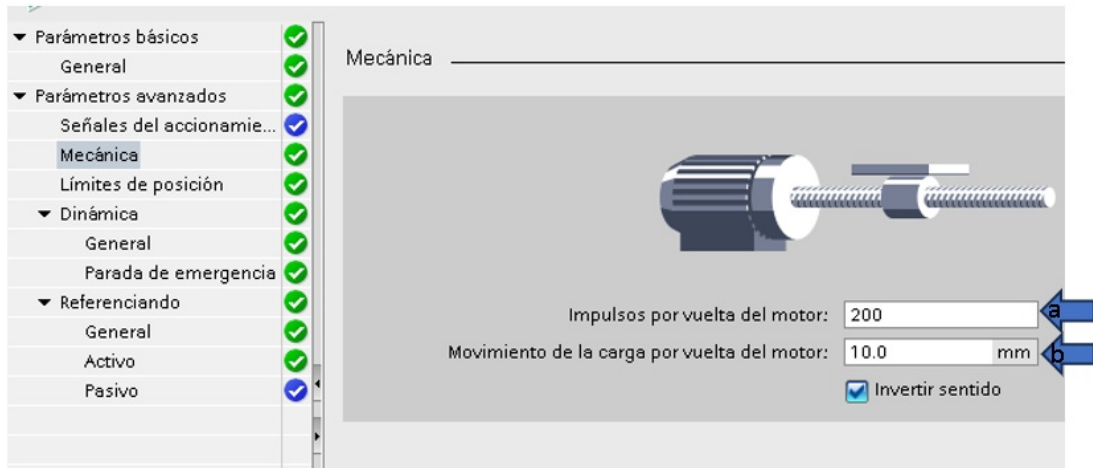 Parámetros básicos
General
Parámetros avanzados
Señales del accionamie...
Mecánica
Límites de posición
Dinámica
General
Parada de emergencia
Referenciando
General
Activo
Pasivo
Mecánica
Impulsos por vuelta del motor: 200 a
Movimiento de la carga por vuelta del motor: 10.0 mm b
Invertir sentido